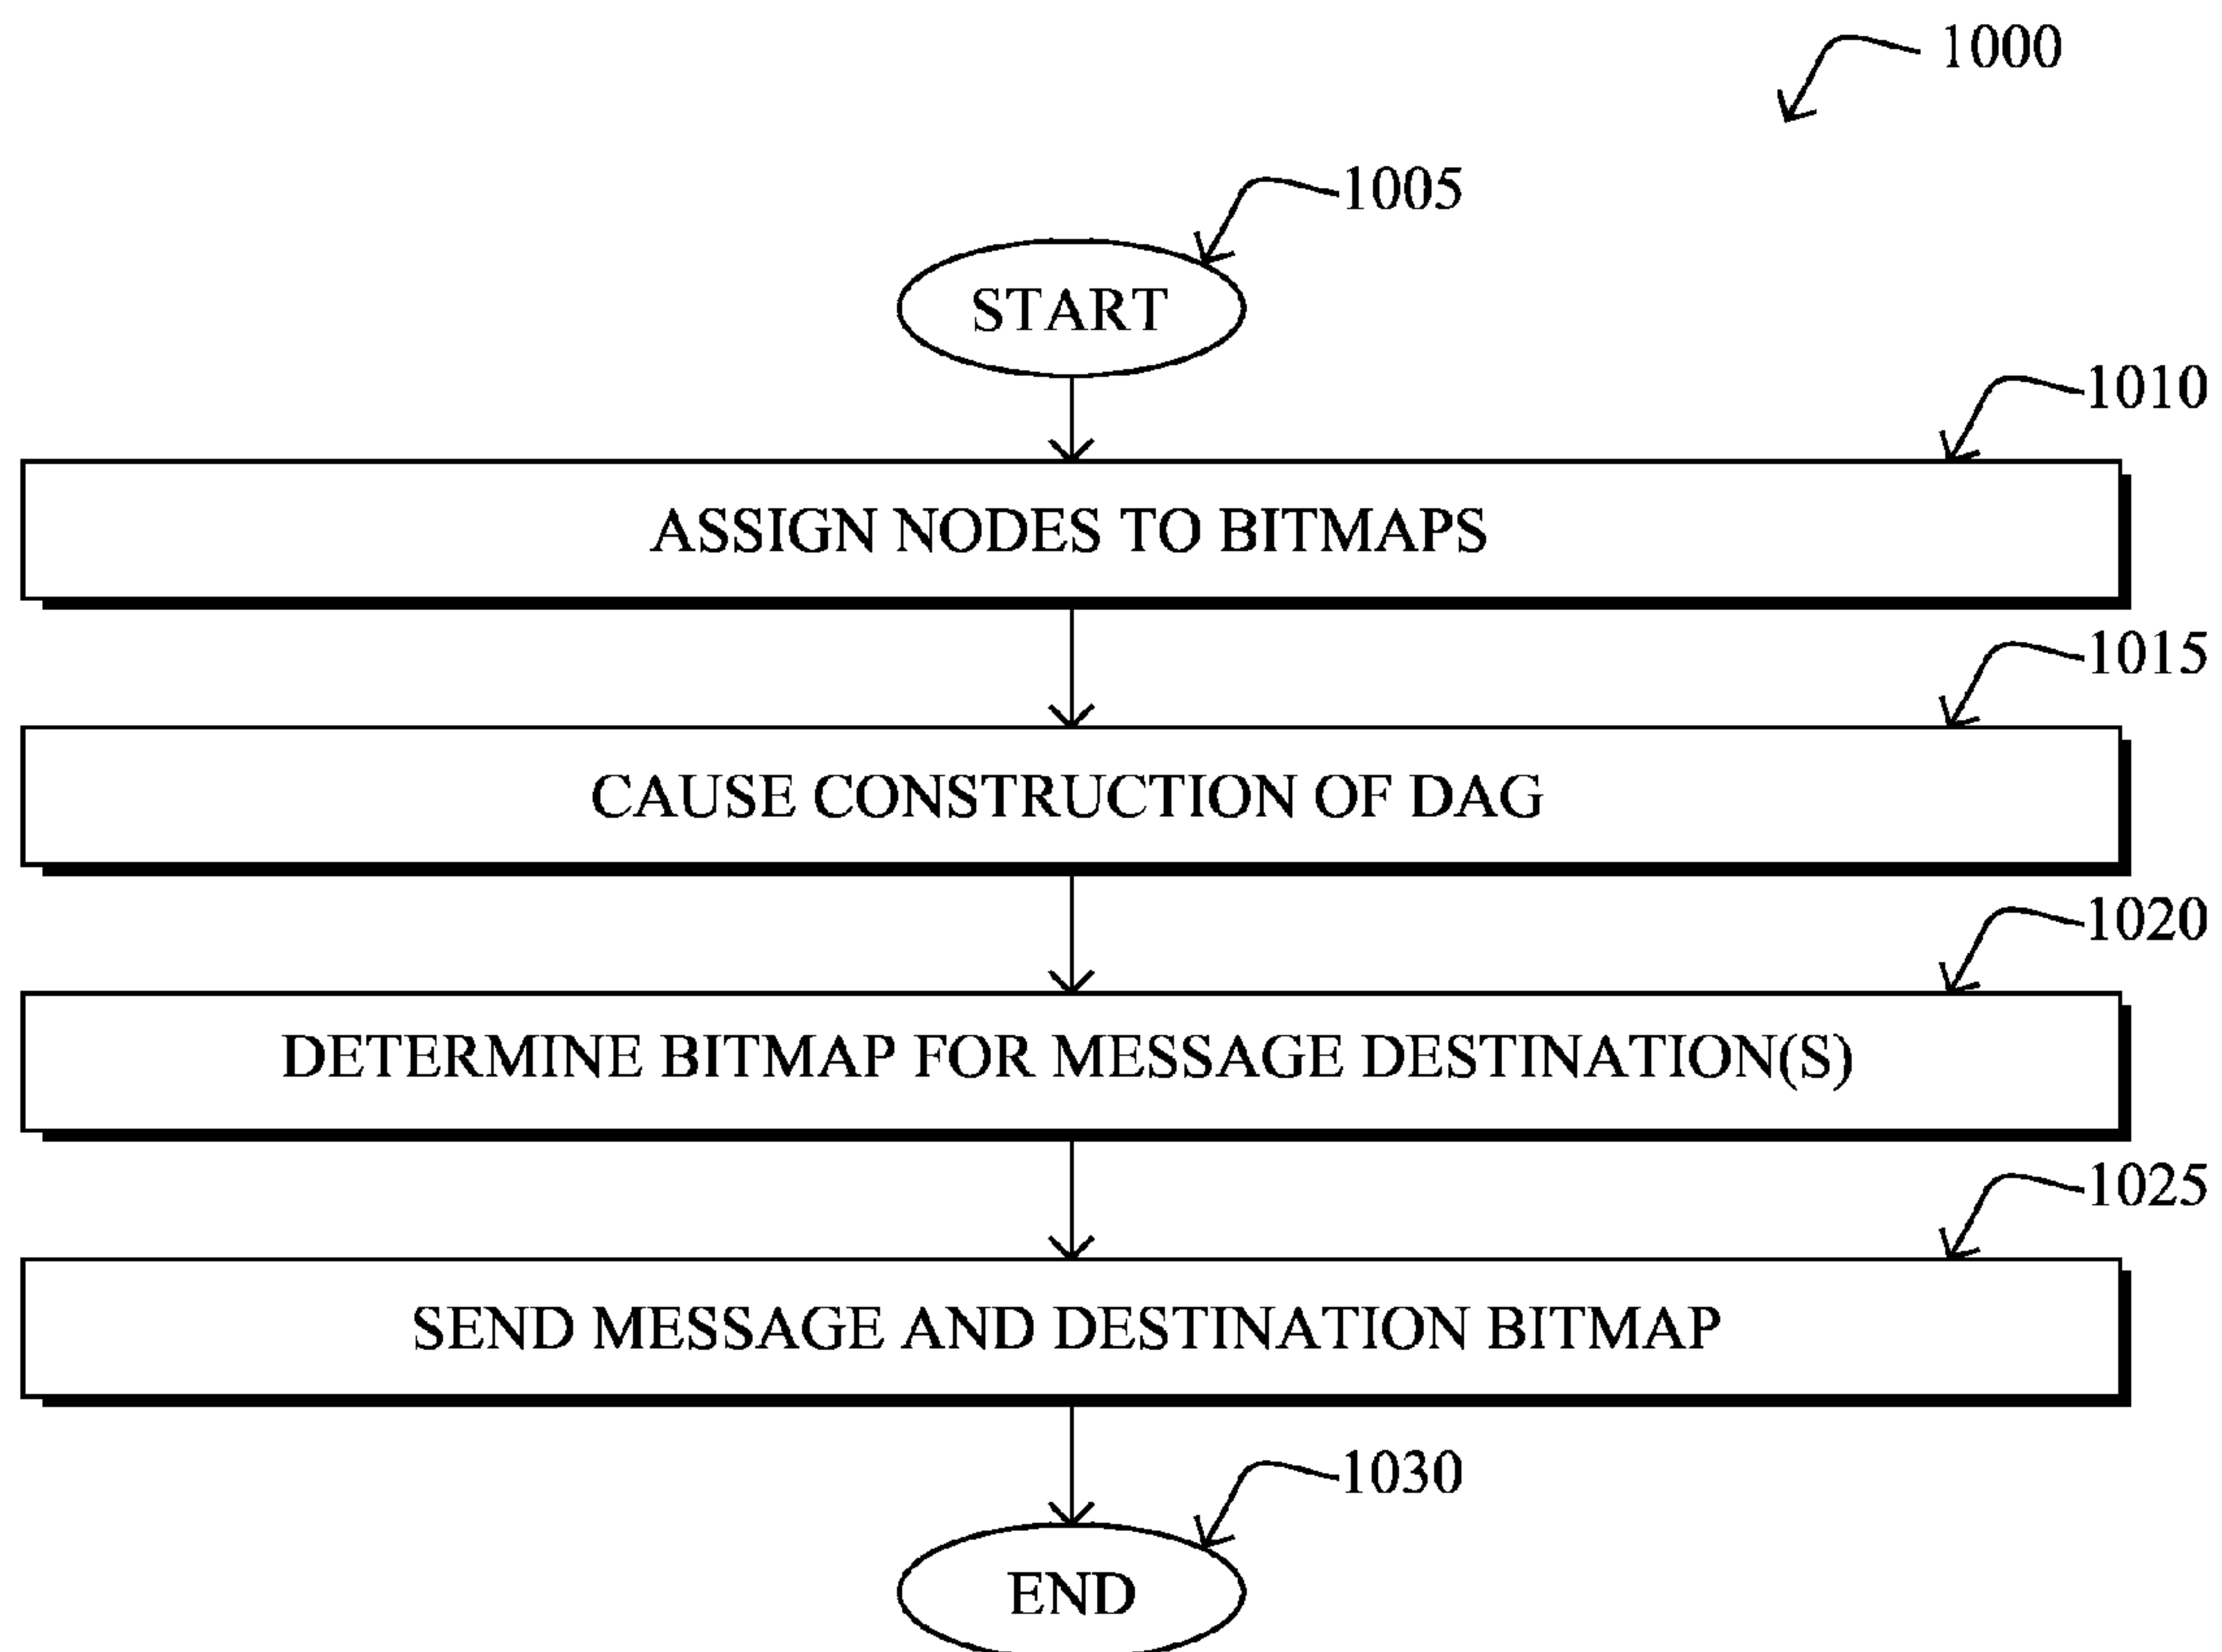 1000
1005
START
1010
ASSIGN NODES TO BITMAPS
1015
CAUSE CONSTRUCTION OF DAG
1020
DETERMINE BITMAP FOR MESSAGE DESTINATION(S)
1025
SEND MESSAGE AND DESTINATION BITMAP
1030
END